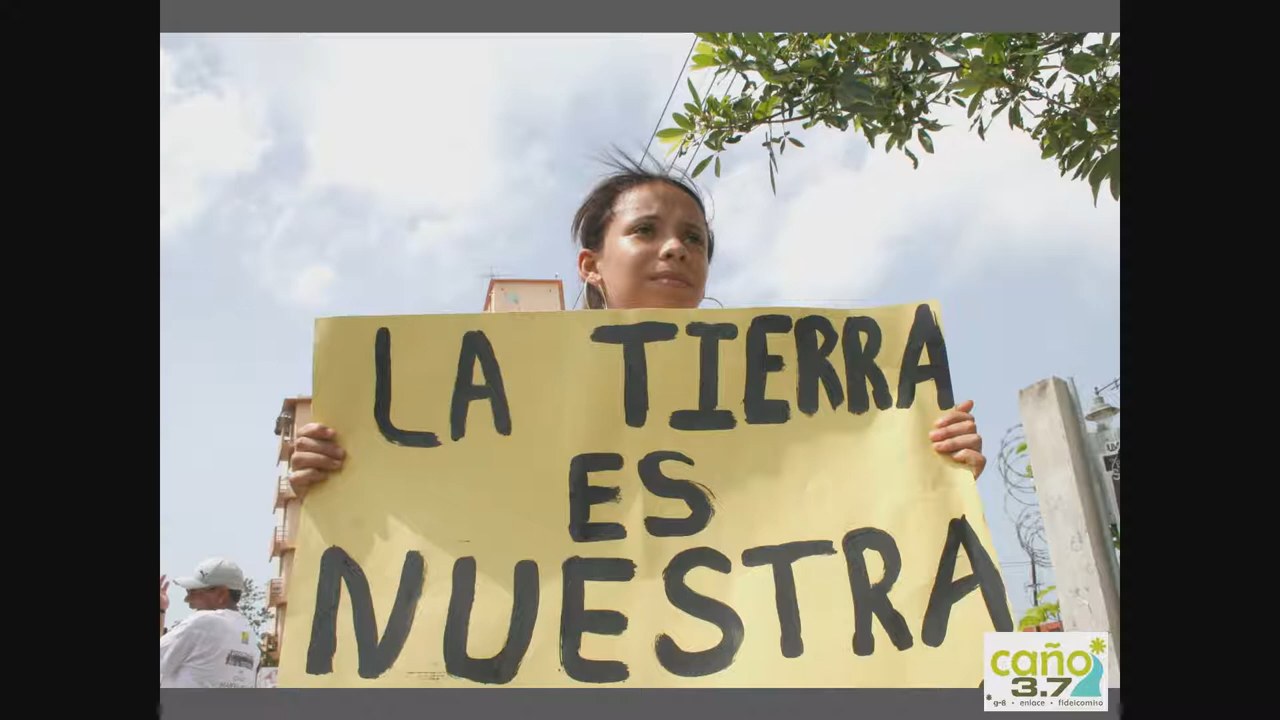 LA TIERRA
ES
NUESTRA
caño
3.7
g-8 • enlace • fideicomiso